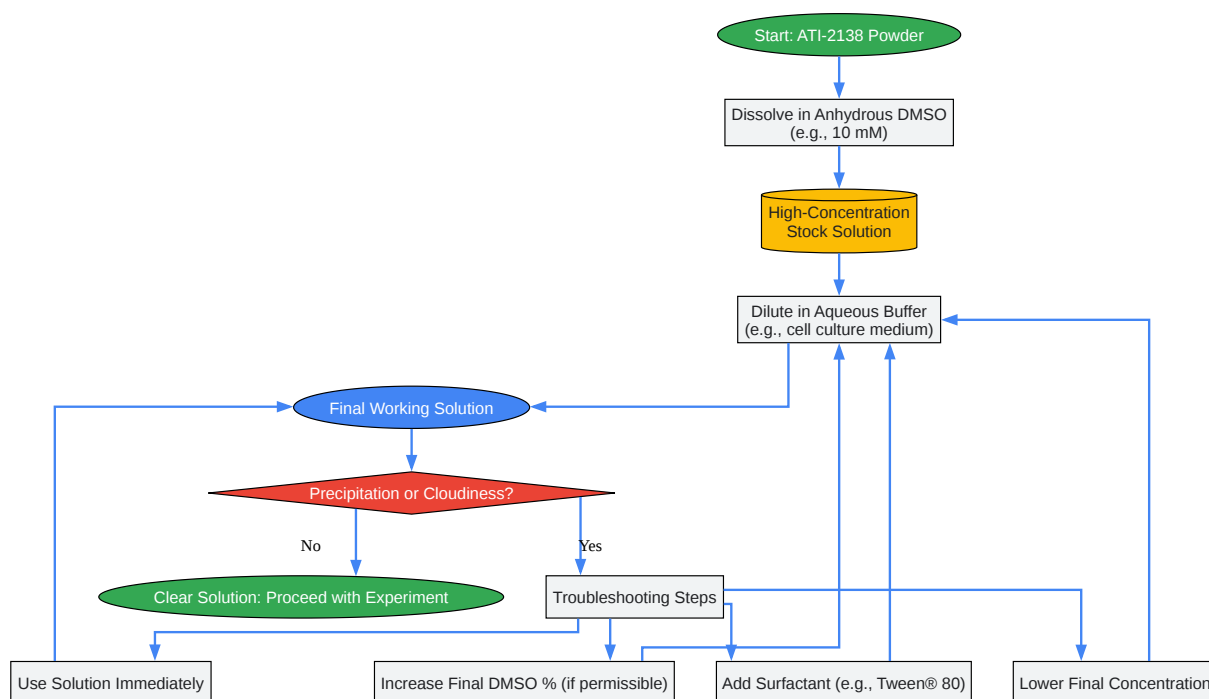 Start: ATI-2138 Powder
Dissolve in Anhydrous DMSO
(e.g., 10 mM)
High-Concentration
Stock Solution
Dilute in Aqueous Buffer
(e.g., cell culture medium)
Final Working Solution
Precipitation or Cloudiness?
No
Yes
Clear Solution: Proceed with Experiment
Troubleshooting Steps
Use Solution Immediately
Increase Final DMSO % (if permissible)
Add Surfactant (e.g., Tween® 80)
Lower Final Concentration